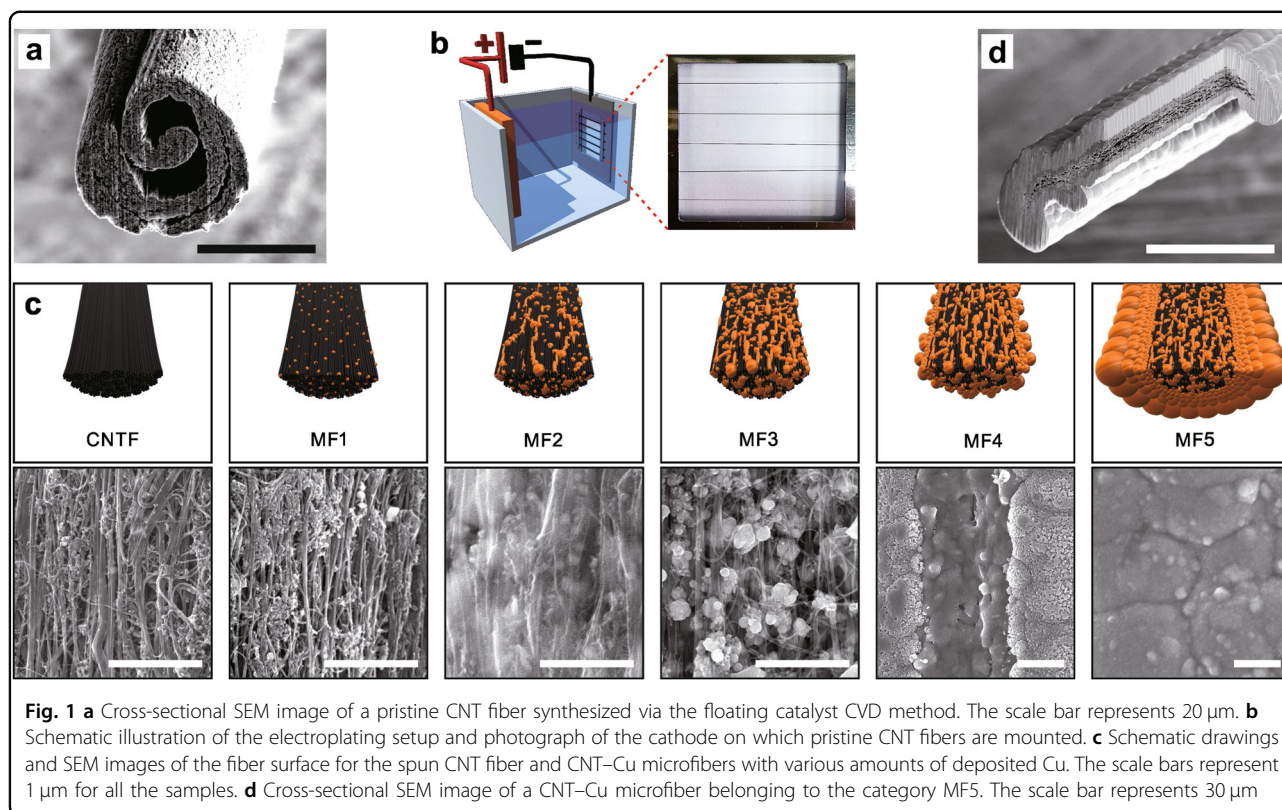 a
b
+ -
d
c
CNTF
MF1
MF2
MF3
MF4
MF5
Fig. 1 a Cross-sectional SEM image of a pristine CNT fiber synthesized via the floating catalyst CVD method. The scale bar represents 20 μm. b
Schematic illustration of the electroplating setup and photograph of the cathode on which pristine CNT fibers are mounted. c Schematic drawings
and SEM images of the fiber surface for the spun CNT fiber and CNT–Cu microfibers with various amounts of deposited Cu. The scale bars represent
1 μm for all the samples. d Cross-sectional SEM image of a CNT–Cu microfiber belonging to the category MF5. The scale bar represents 30 μm